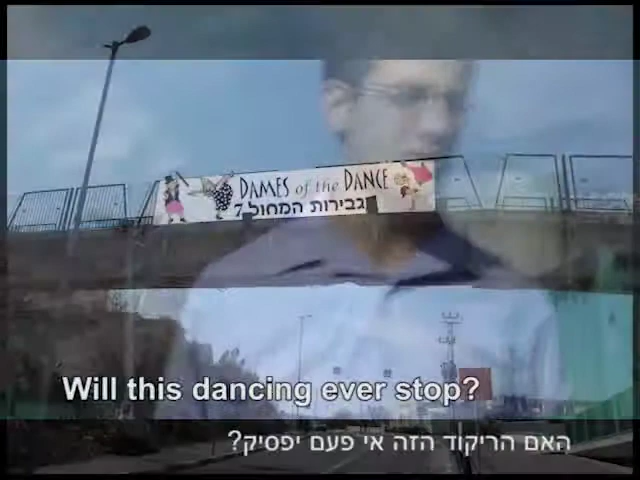 DAMES of the DANCE
גבירות המחול 7
Will this dancing ever stop?
האם הריקוד הזה אי פעם יפסיק?